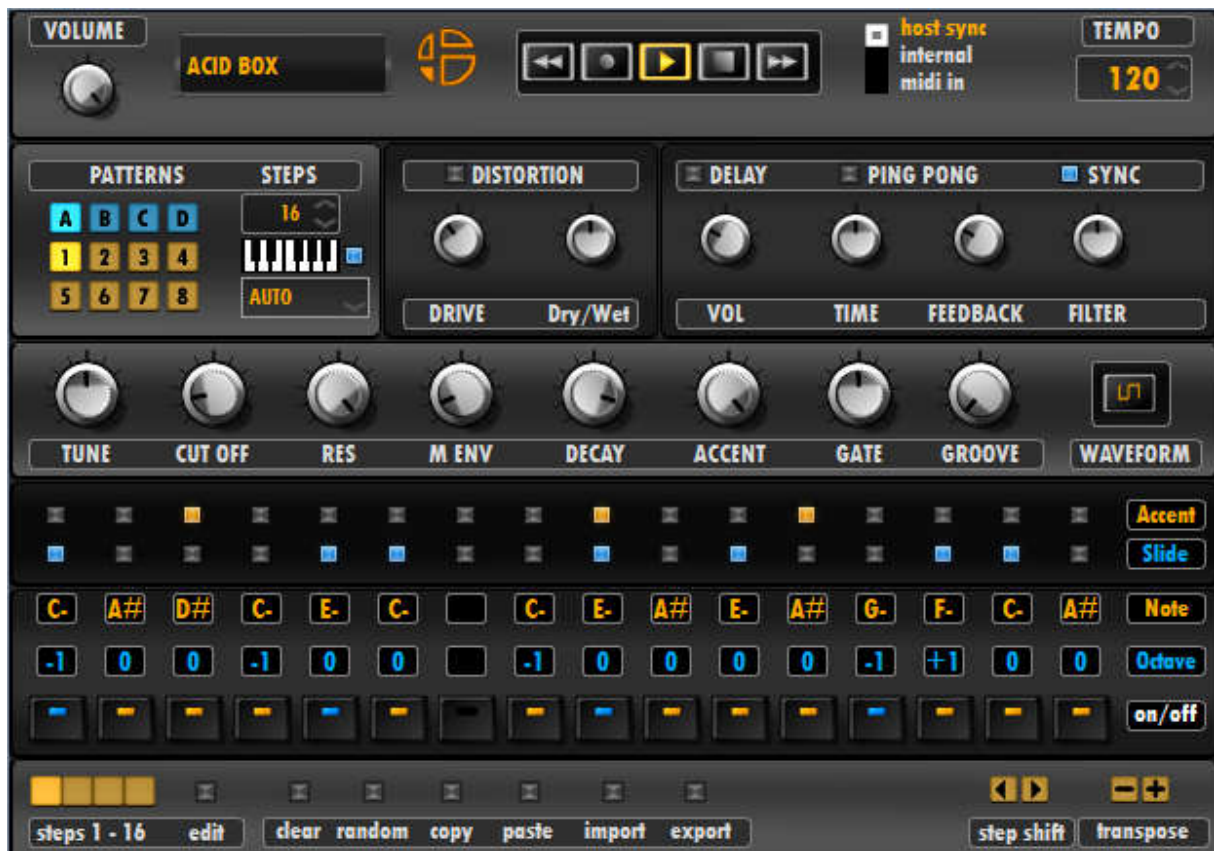 VOLUME
ACID BOX
host sync
internal
midi in
TEMPO
120
PATTERNS STEPS
A B C D
16
1 2 3 4
5 6 7 8
AUTO
DISTORTION
DRIVE Dry/Wet
DELAY PING PONG SYNC
VOL TIME FEEDBACK FILTER
TUNE CUT OFF RES M ENV DECAY ACCENT GATE GROOVE WAVEFORM
Accent
Slide
C- A# D# C- E- C- C- E- A# E- A# G- F- C- A# Note
-1 0 0 -1 0 0 -1 0 0 0 0 -1 +1 0 0 Octave
on/off
steps 1 - 16 edit clear random copy paste import export step shift transpose